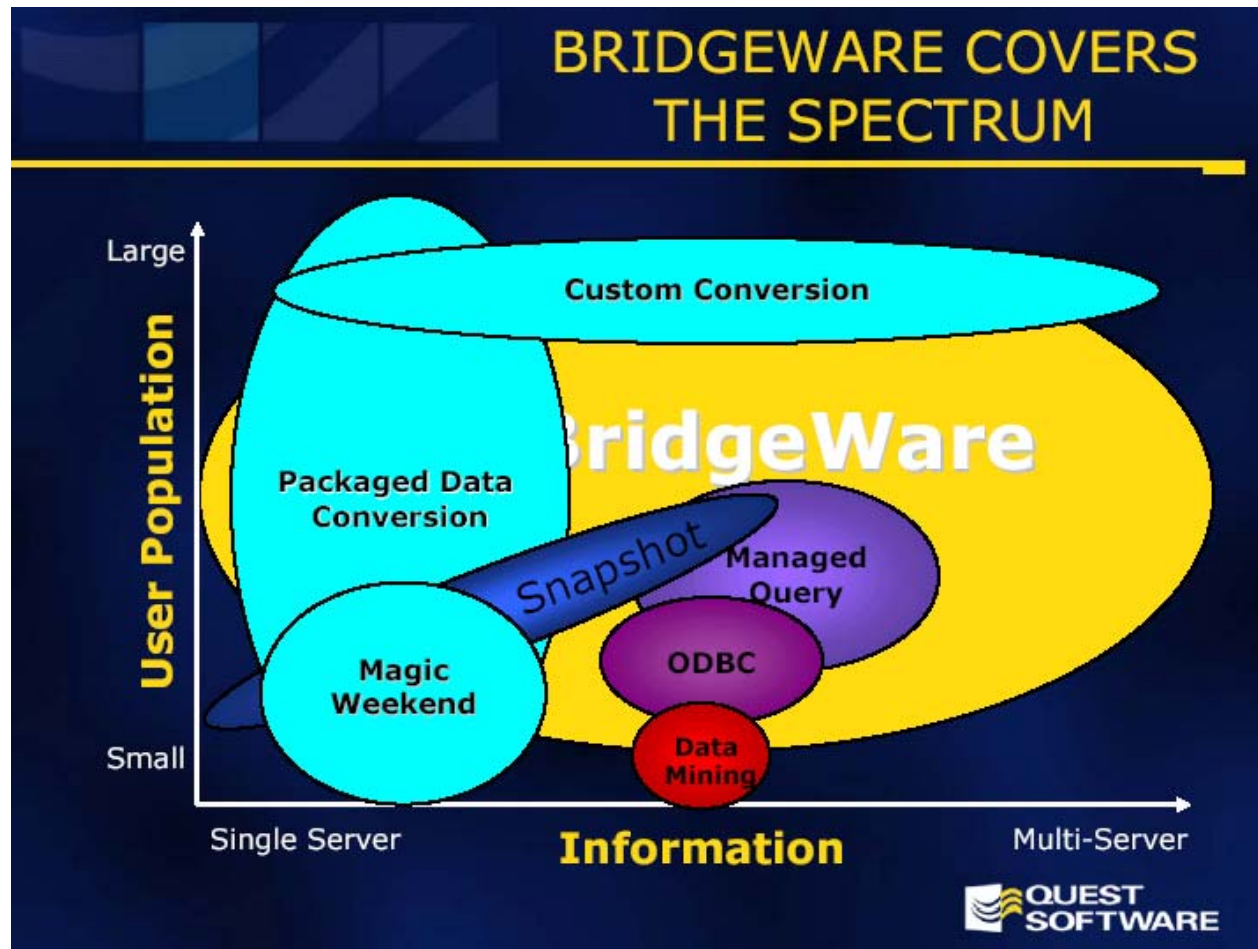 BRIDGEWARE COVERS
THE SPECTRUM
Large
Custom Conversion
User Population
BridgeWare
Packaged Data
Conversion
Snapshot
Managed
Query
ODBC
Magic
Weekend
Data
Mining
Small
Single Server
Information
Multi-Server
QUEST
SOFTWARE